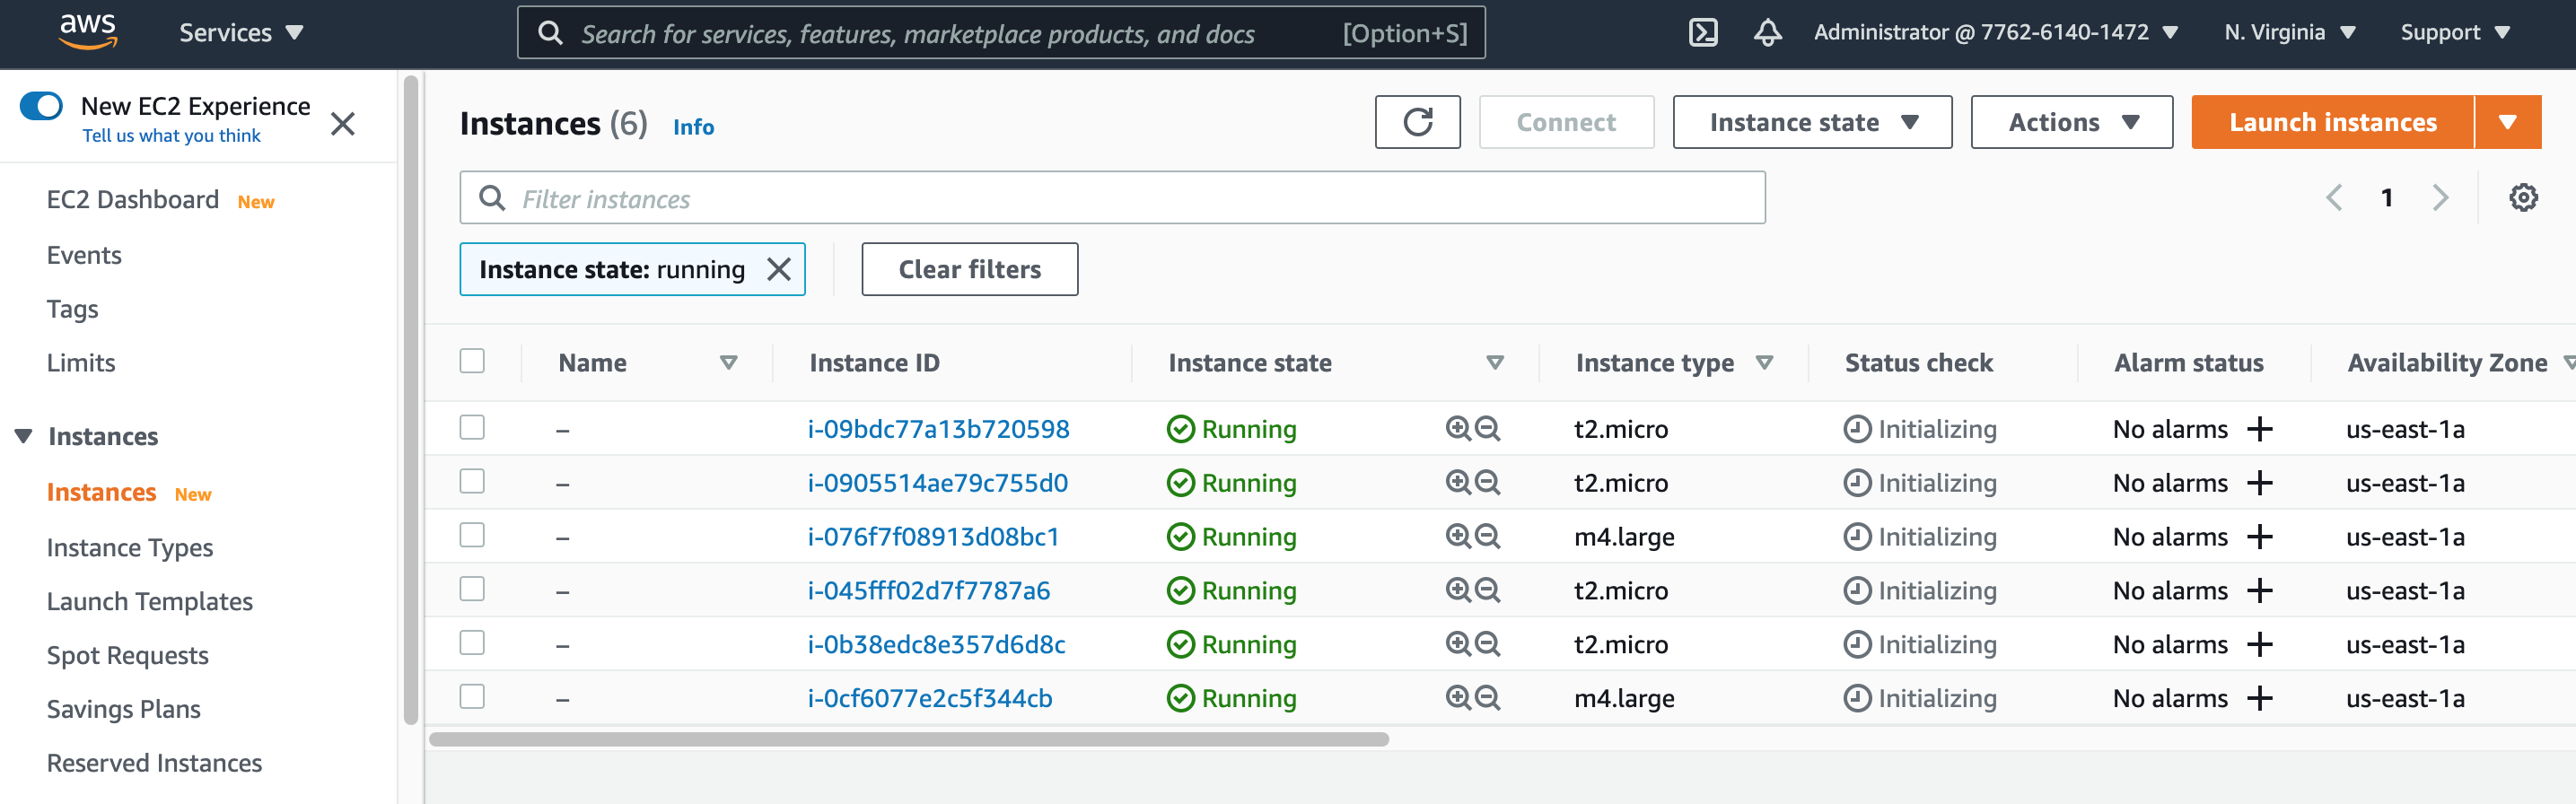 aws Services Search for services, features, marketplace products, and docs [Option+S] Administrator @ 7762-6140-1472 N. Virginia Support
New EC2 Experience
Tell us what you think
EC2 Dashboard New
Events
Tags
Limits
Instances
Instances New
Instance Types
Launch Templates
Spot Requests
Savings Plans
Reserved Instances
Instances (6) Info Connect Instance state Actions Launch instances
Filter instances 1
Instance state: running Clear filters
Name Instance ID Instance state Instance type Status check Alarm status Availability Zone
– i-09bdc77a13b720598 Running t2.micro Initializing No alarms + us-east-1a
– i-0905514ae79c755d0 Running t2.micro Initializing No alarms + us-east-1a
– i-076f7f08913d08bc1 Running m4.large Initializing No alarms + us-east-1a
– i-045fff02d7f7787a6 Running t2.micro Initializing No alarms + us-east-1a
– i-0b38edc8e357d6d8c Running t2.micro Initializing No alarms + us-east-1a
– i-0cf6077e2c5f344cb Running m4.large Initializing No alarms + us-east-1a